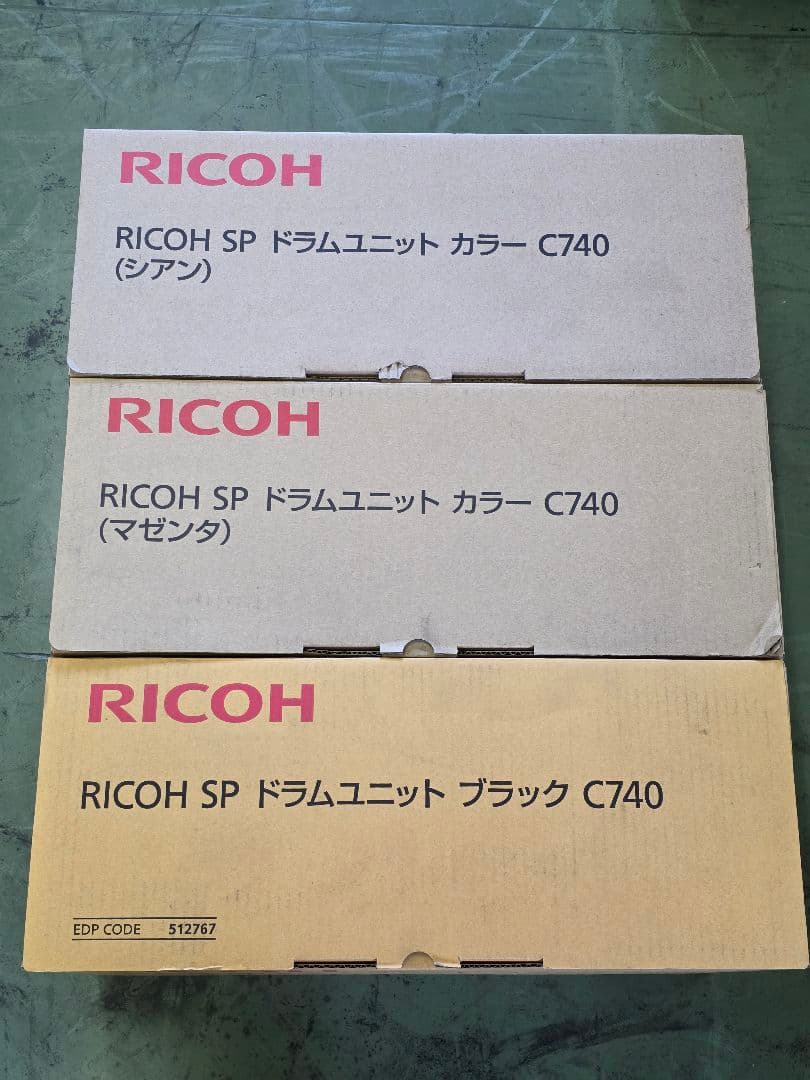 RICOH
RICOH SP ドラムユニット カラー C740
(シアン)
RICOH
RICOH SP ドラムユニット カラー C740
(マゼンタ)
RICOH
RICOH SP ドラムユニット ブラック C740
EDP CODE 512767